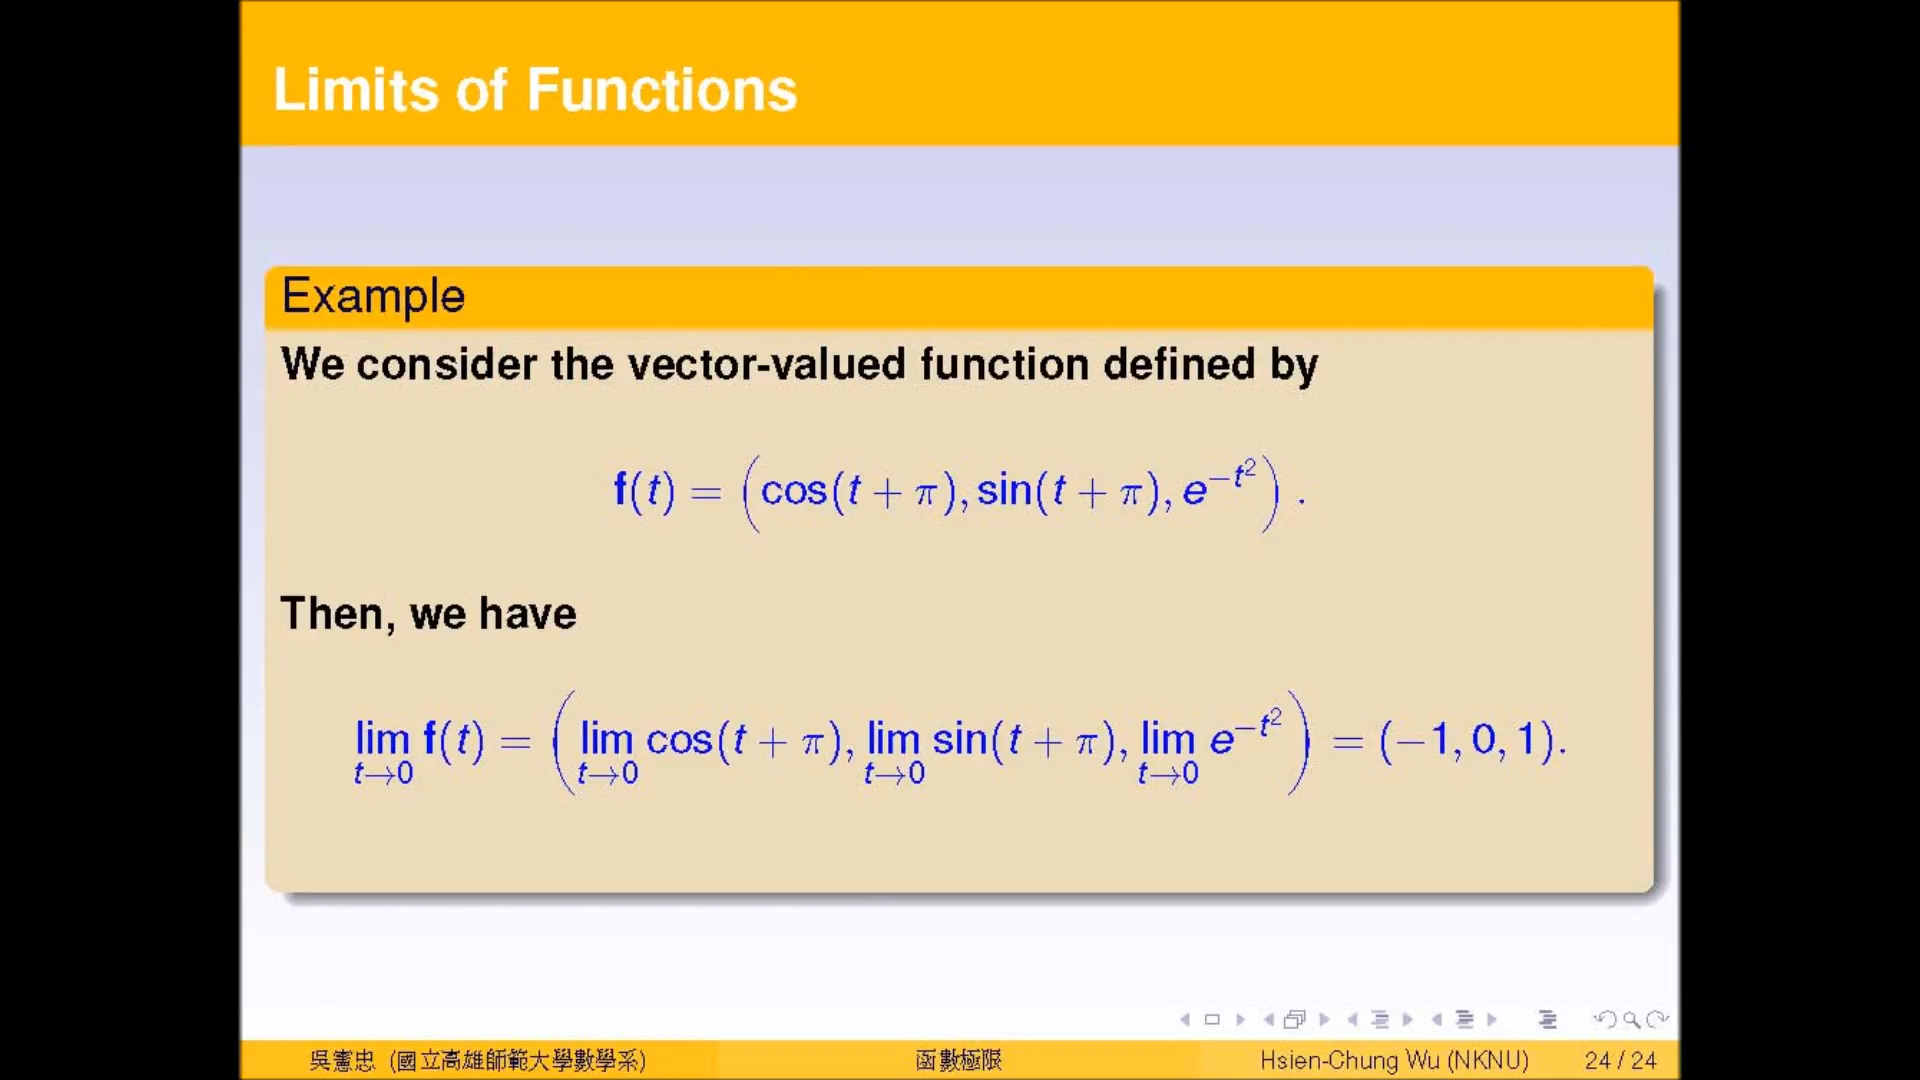 Limits of Functions
Example
We consider the vector-valued function defined by
f(t) = (cos(t + π), sin(t + π), e^{−t²}) .
Then, we have
lim_{t→0} f(t) = (lim_{t→0} cos(t + π), lim_{t→0} sin(t + π), lim_{t→0} e^{−t²}) = (−1, 0, 1).
吳憲忠 (國立高雄師範大學數學系) 函數極限 Hsien-Chung Wu (NKNU) 24 / 24